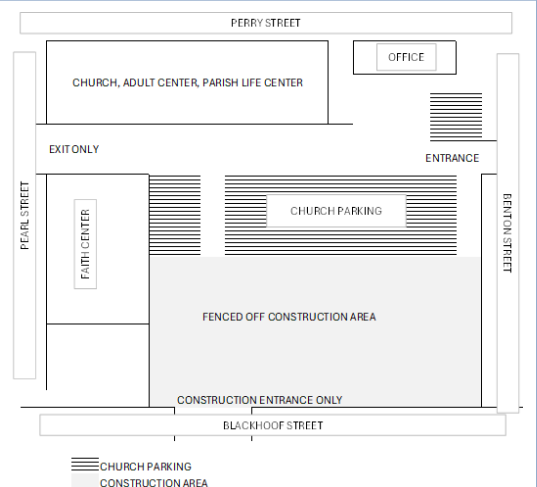 PERRY STREET
OFFICE
CHURCH, ADULT CENTER, PARISH LIFE CENTER
EXIT ONLY
ENTRANCE
PEARL STREET
FAITH CENTER
CHURCH PARKING
BENTON STREET
FENCED OFF CONSTRUCTION AREA
CONSTRUCTION ENTRANCE ONLY
BLACKHOOF STREET
CHURCH PARKING
CONSTRUCTION AREA